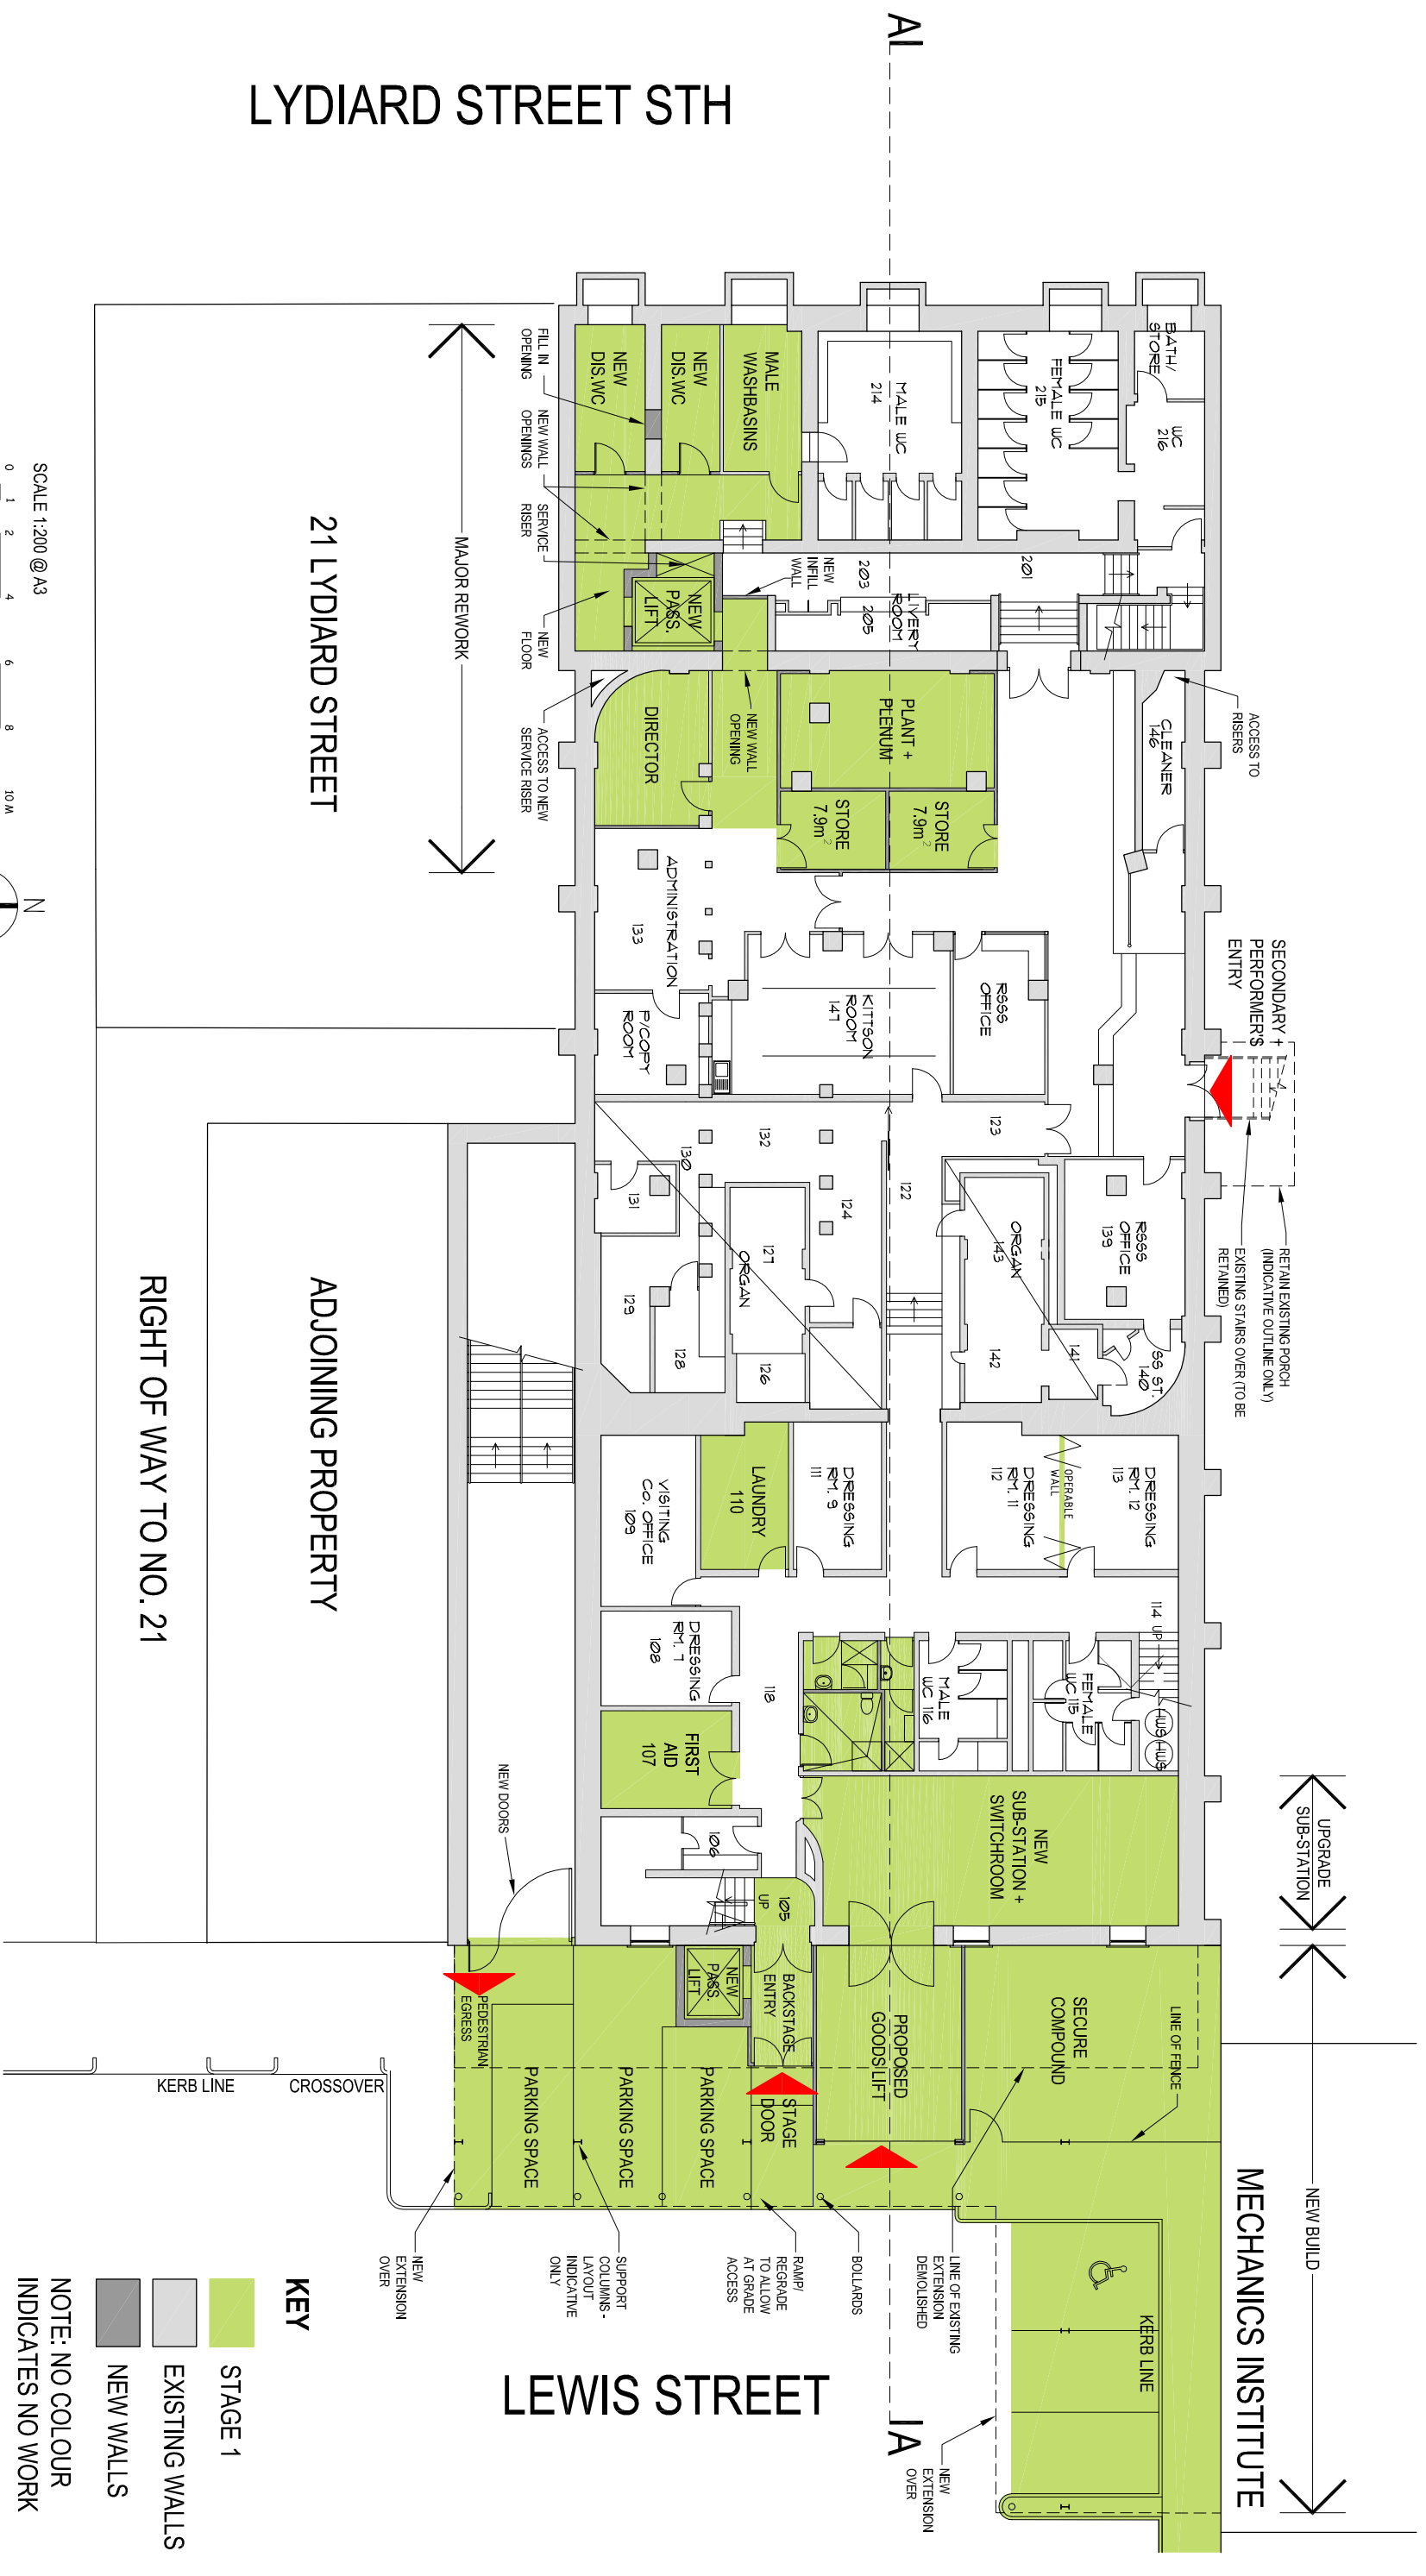 LYDIARD STREET STH
A
BATH/
STORE
WC
216
FEMALE WC
215
MALE WC
214
MALE
WASHBASINS
NEW
DIS.WC
NEW
DIS.WC
FILL IN
OPENING
NEW WALL
OPENINGS
SERVICE
RISER
NEW
FLOOR
201
203
NEW
INFILL
WALL
LIVERY
ROOM
205
NEW
PASS.
LIFT
MAJOR REWORK
ACCESS TO
RISERS
CLEANER
146
PLANT +
PLENUM
NEW WALL
OPENING
DIRECTOR
ACCESS TO NEW
SERVICE RISER
STORE
7.9m²
STORE
7.9m²
ADMINISTRATION
133
21 LYDIARD STREET
SCALE 1:200 @ A3
0 1 2 4 6 8 10 M
N
SECONDARY +
PERFORMER'S
ENTRY
RSSS
OFFICE
KITTSON
ROOM
147
P/COPY
ROOM
123
132
130
131
122
124
RSSS
OFFICE
139
ORGAN
143
127
ORGAN
129
128
126
142
141
SS ST.
140
RETAIN EXISTING PORCH
(INDICATIVE OUTLINE ONLY)
EXISTING STAIRS OVER (TO BE
RETAINED)
ADJOINING PROPERTY
RIGHT OF WAY TO NO. 21
DRESSING
RM. 12
113
OPERABLE
WALL
DRESSING
RM. 11
112
DRESSING
RM. 9
111
LAUNDRY
110
VISITING
Co. OFFICE
109
114 UP
DRESSING
RM. 7
108
118
MALE
WC 116
FEMALE
WC 115
HWS
HWS
FIRST
AID
107
NEW DOORS
106
NEW
SUB-STATION +
SWITCHROOM
UPGRADE
SUB-STATION
105
UP
NEW
PASS.
LIFT
BACKSTAGE
ENTRY
PROPOSED
GOODS LIFT
SECURE
COMPOUND
LINE OF FENCE
PEDESTRIAN
EGRESS
PARKING SPACE
PARKING SPACE
PARKING SPACE
STAGE
DOOR
KERB LINE
CROSSOVER
MECHANICS INSTITUTE
NEW BUILD
KERB LINE
NEW
EXTENSION
OVER
SUPPORT
COLUMNS -
LAYOUT
INDICATIVE
ONLY
RAMP/
REGRADE
TO ALLOW
AT GRADE
ACCESS
BOLLARDS
LINE OF EXISTING
EXTENSION
DEMOLISHED
LEWIS STREET
A
NEW
EXTENSION
OVER
KEY
STAGE 1
EXISTING WALLS
NEW WALLS
NOTE: NO COLOUR
INDICATES NO WORK